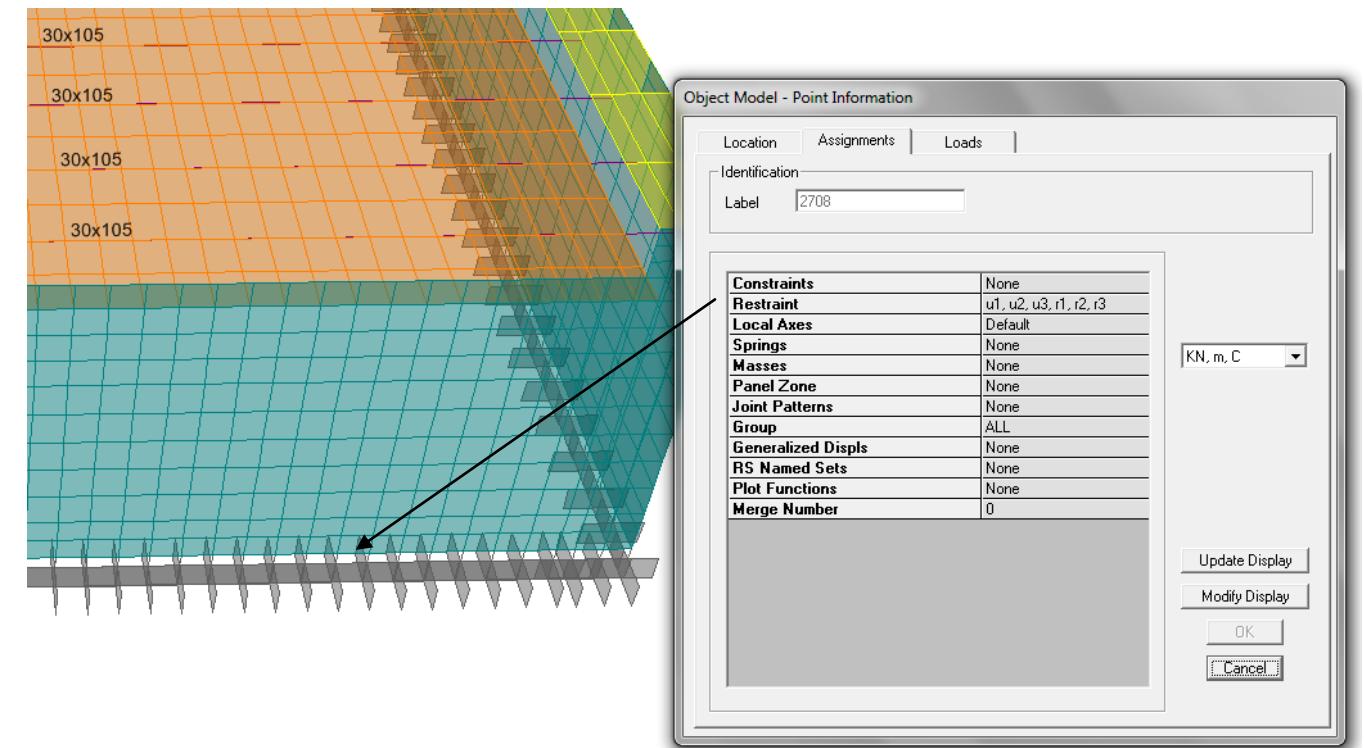 30x105
30x105
30x105
30x105
Object Model - Point Information
Location Assignments Loads
Identification
Label 2708
Constraints None
Restraint u1, u2, u3, r1, r2, r3
Local Axes Default
Springs None
Masses None
Panel Zone None
Joint Patterns None
Group ALL
Generalized Displs None
RS Named Sets None
Plot Functions None
Merge Number 0
KN, m, C
Update Display
Modify Display
OK
Cancel